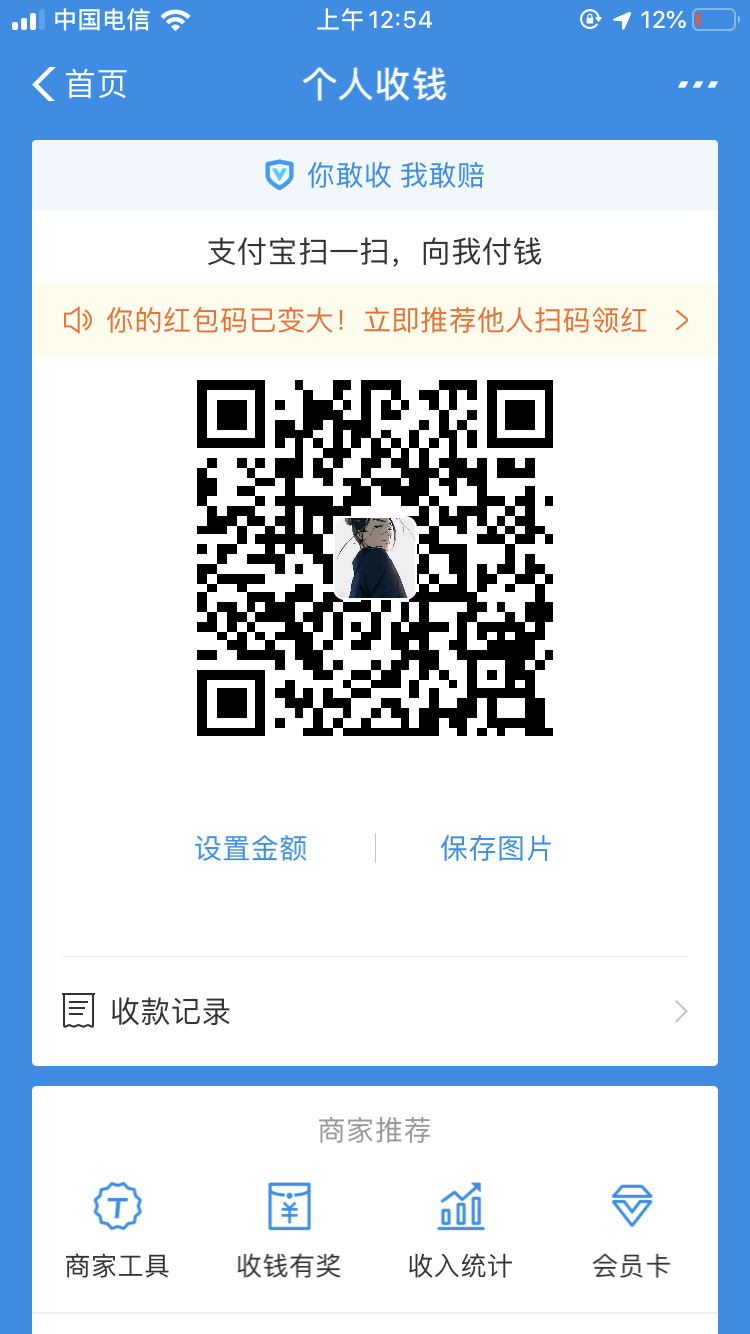 中国电信 上午12:54 12%
首页 个人收钱
你敢收 我敢赔
支付宝扫一扫，向我付钱
你的红包码已变大！立即推荐他人扫码领红
设置金额 保存图片
收款记录
商家推荐
商家工具 收钱有奖 收入统计 会员卡